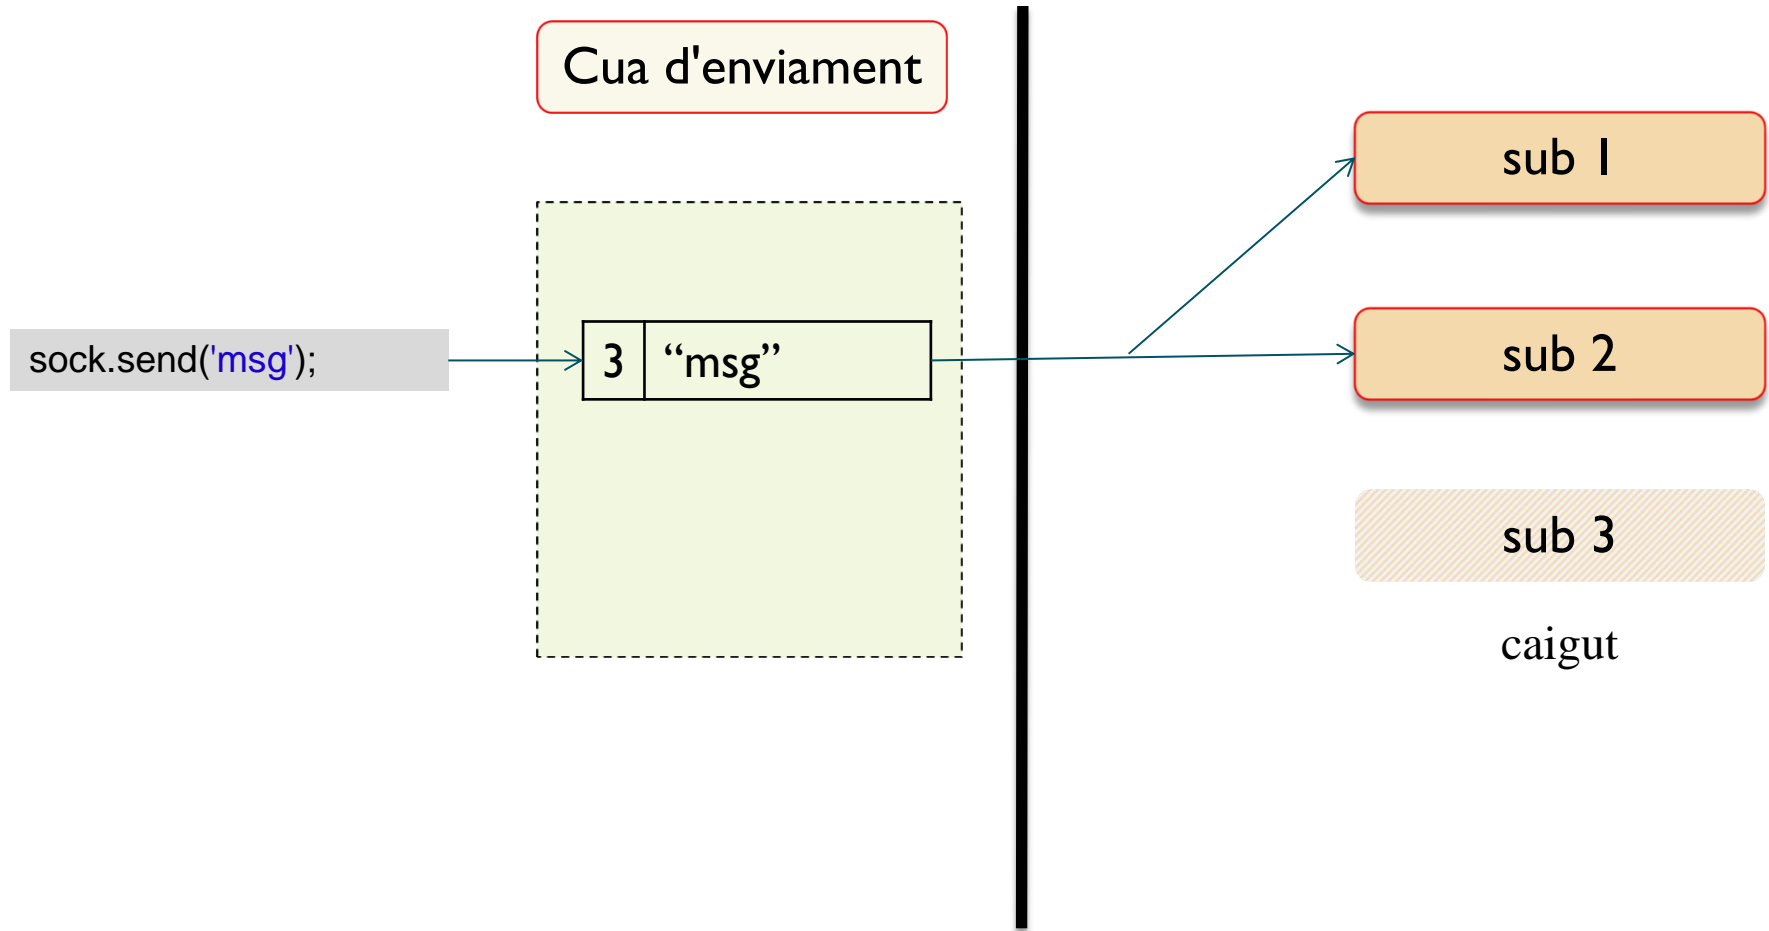 Cua d'enviament
sub 1
sock.send('msg');
3 “msg”
sub 2
sub 3
caigut